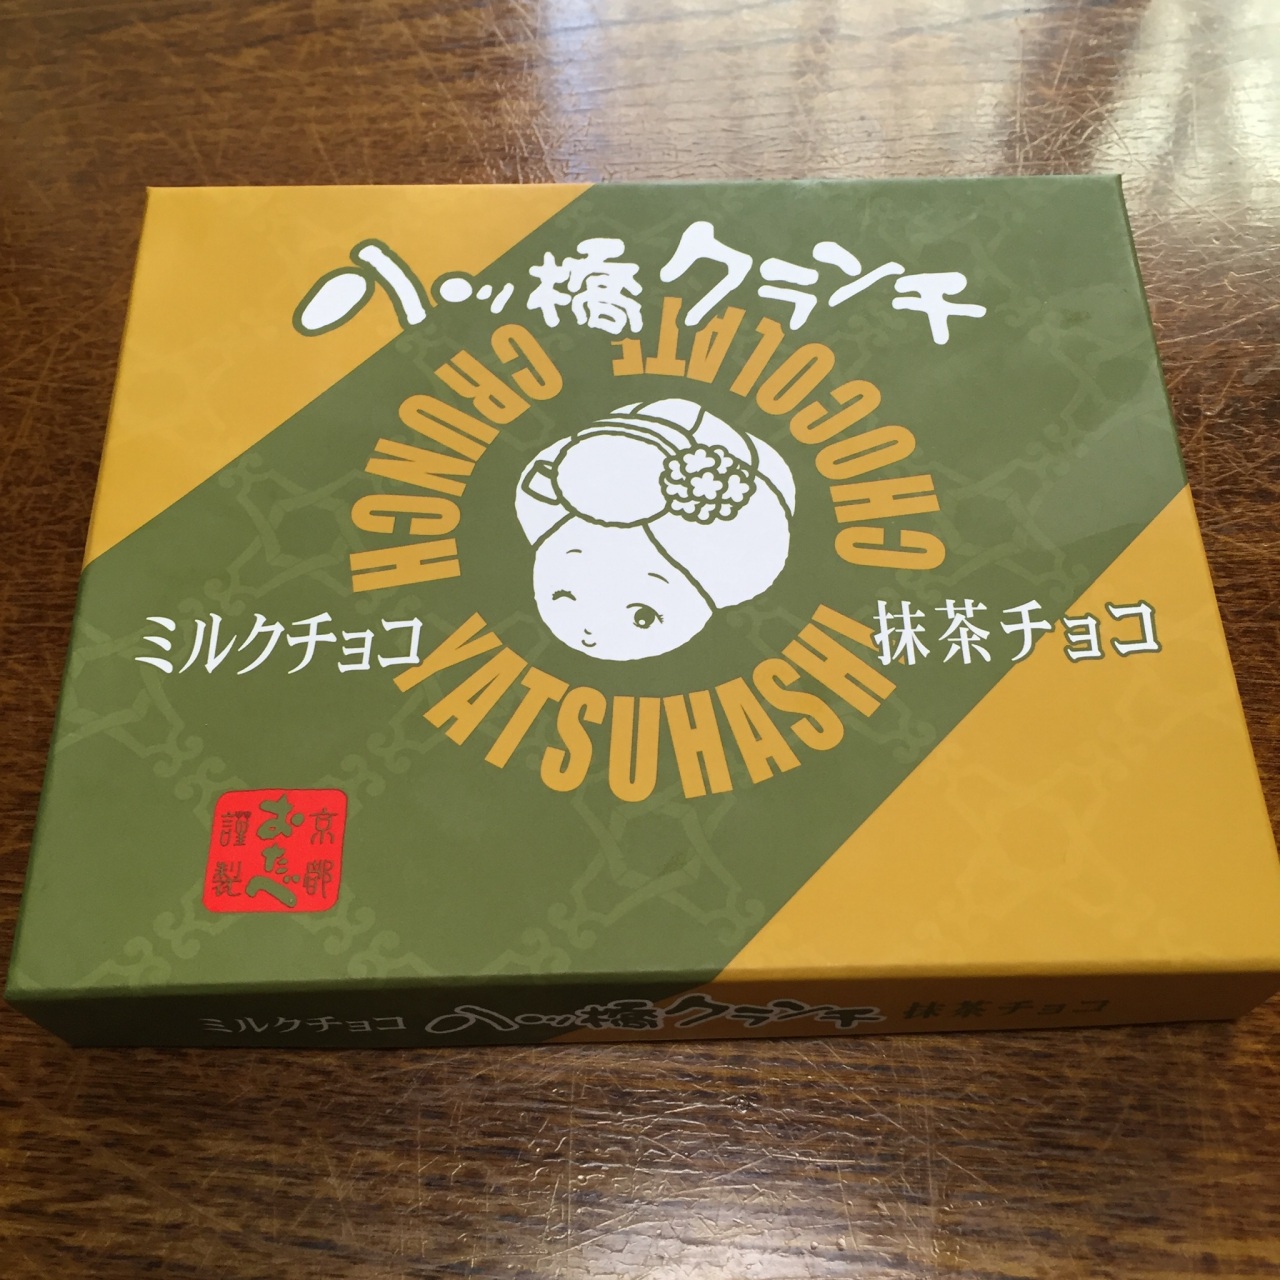 八ッ橋クランチ
CHOCOLATE
CRUNCH
ミルクチョコ
抹茶チョコ
YATSUHASHI
京都
おたべ
謹製
ミルクチョコ 八ッ橋クランチ 抹茶チョコ